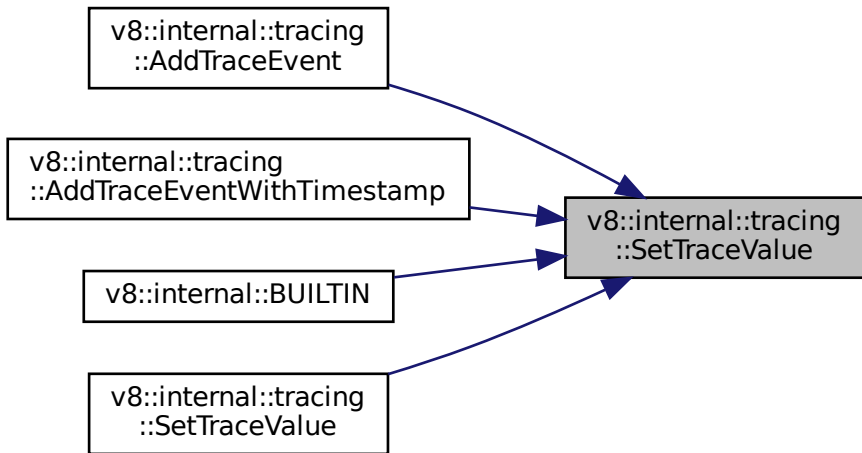 v8::internal::tracing
::AddTraceEvent
v8::internal::tracing
::AddTraceEventWithTimestamp
v8::internal::BUILTIN
v8::internal::tracing
::SetTraceValue
v8::internal::tracing
::SetTraceValue